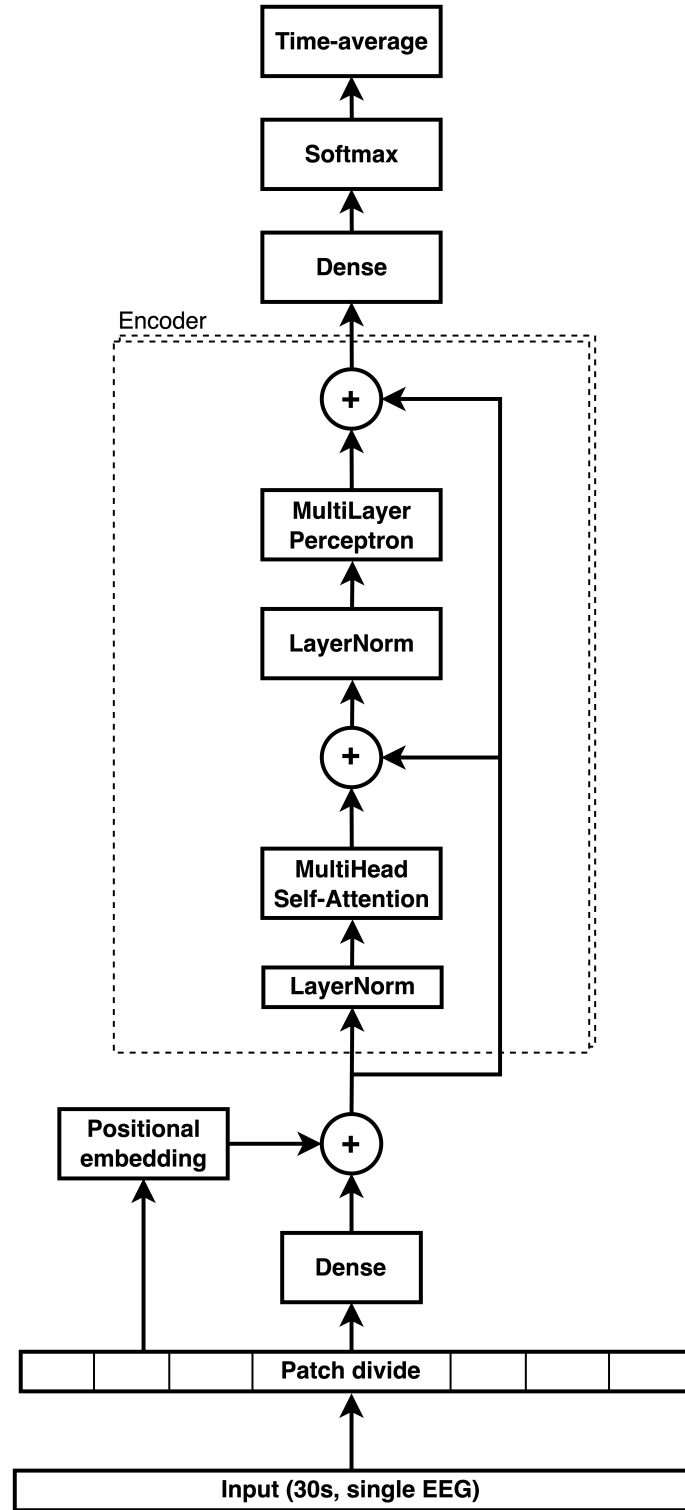 Time-average
Softmax
Dense
Encoder
+
MultiLayer
Perceptron
LayerNorm
+
MultiHead
Self-Attention
LayerNorm
Positional
embedding
+
Dense
Patch divide
Input (30s, single EEG)